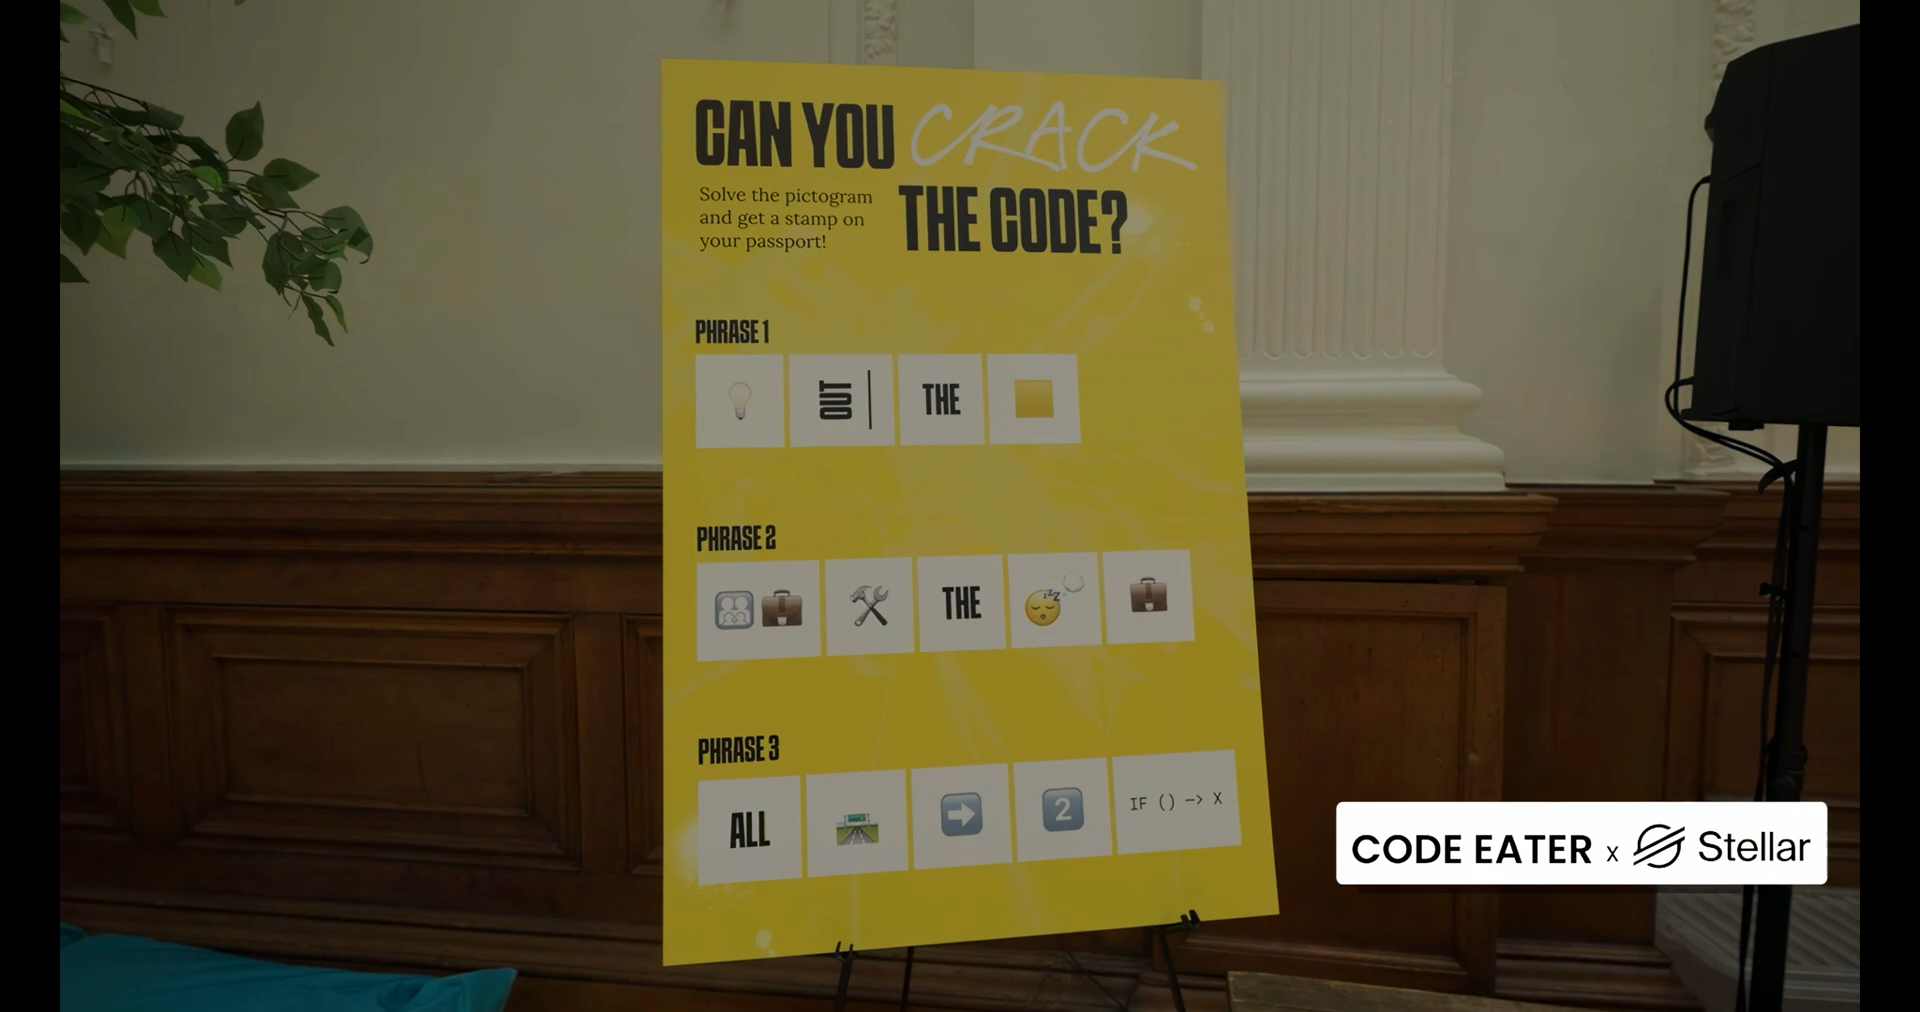 CAN YOU CRACK
THE CODE?
Solve the pictogram
and get a stamp on
your passport!
PHRASE 1
OUT
THE
PHRASE 2
THE
zzz
PHRASE 3
ALL
2
IF () -> X
CODE EATER x Stellar